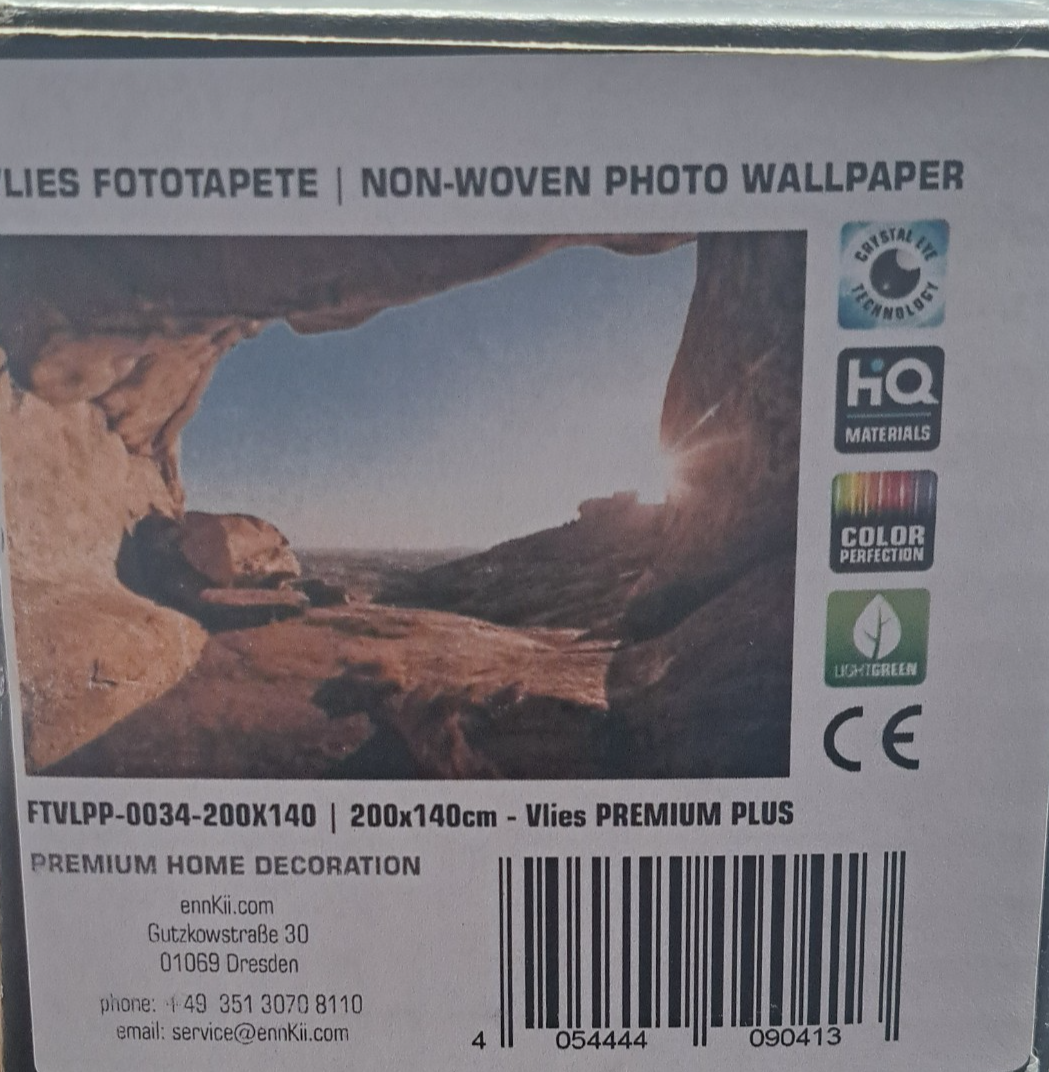 VLIES FOTOTAPETE | NON-WOVEN PHOTO WALLPAPER
CRYSTAL EYE
TECHNOLOGY
HiQ
MATERIALS
COLOR
PERFECTION
LIGHTGREEN
CE
FTVLPP-0034-200X140 | 200x140cm - Vlies PREMIUM PLUS
PREMIUM HOME DECORATION
ennKii.com
Gutzkowstraße 30
01069 Dresden
phone: +49 351 3070 8110
email: service@ennKii.com
4 054444 090413